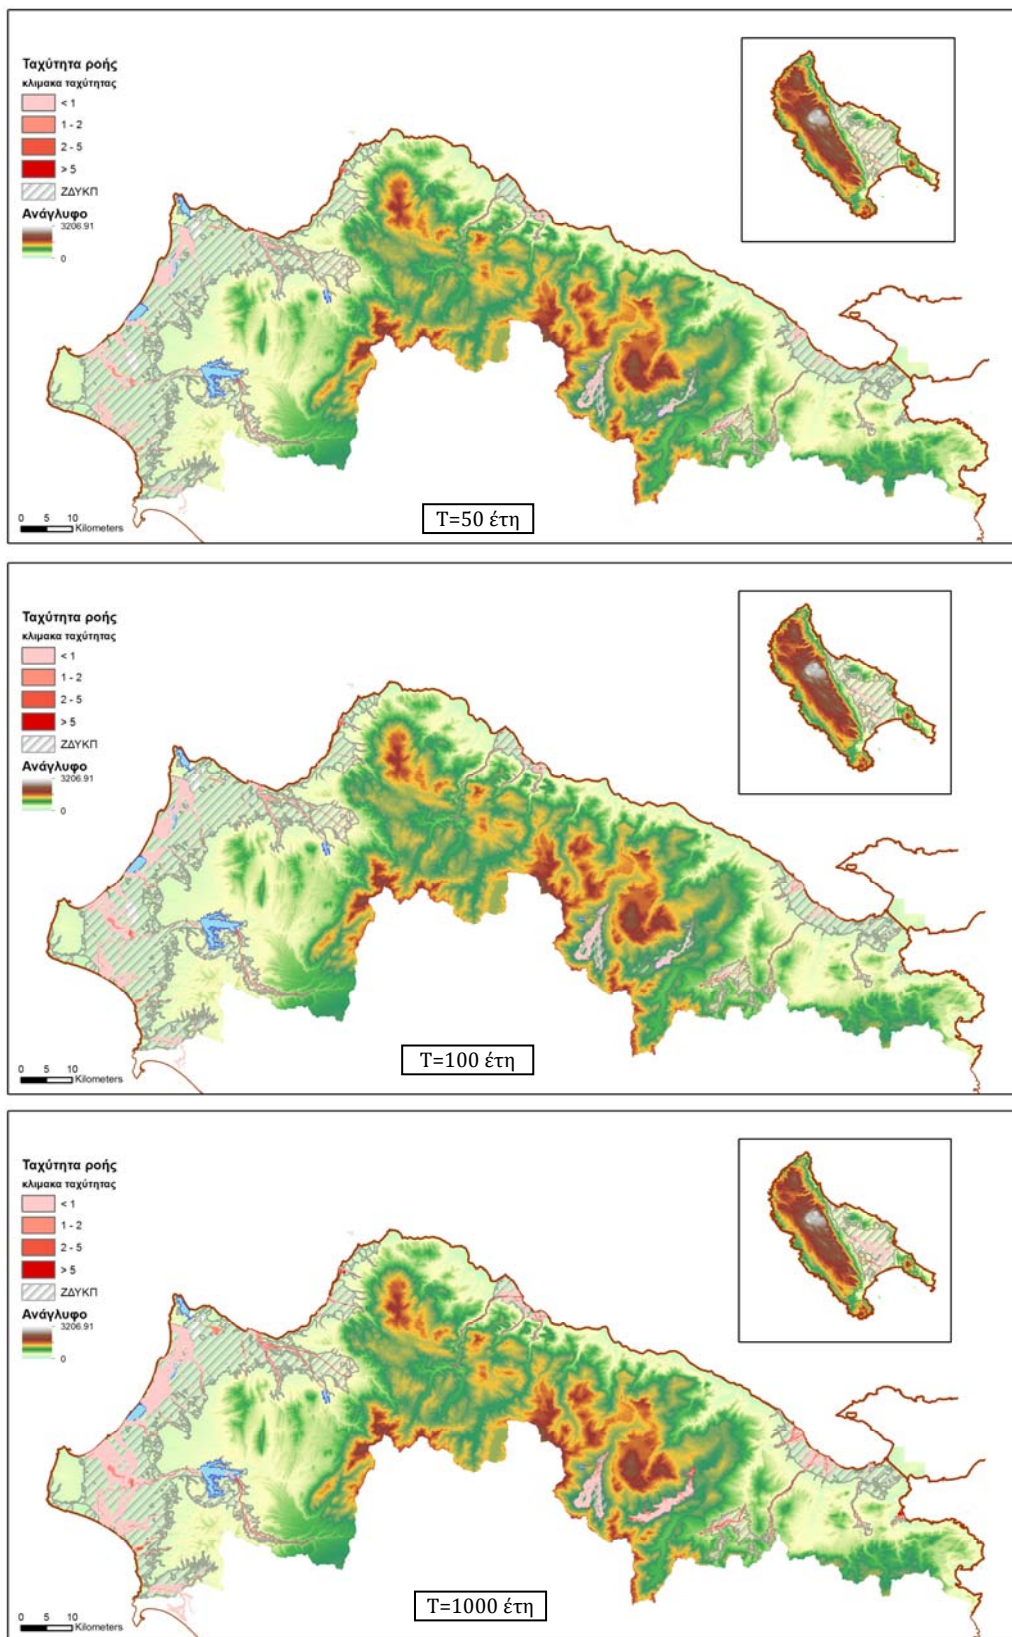 Ταχύτητα ροής
κλιμακα ταχύτητας
< 1
1 - 2
2 - 5
> 5
ΖΔΥΚΠ
Ανάγλυφο
3206.91
0
0 5 10
Kilometers
T=50 έτη
Ταχύτητα ροής
κλιμακα ταχύτητας
< 1
1 - 2
2 - 5
> 5
ΖΔΥΚΠ
Ανάγλυφο
3206.91
0
0 5 10
Kilometers
T=100 έτη
Ταχύτητα ροής
κλιμακα ταχύτητας
< 1
1 - 2
2 - 5
> 5
ΖΔΥΚΠ
Ανάγλυφο
3206.91
0
0 5 10
Kilometers
T=1000 έτη